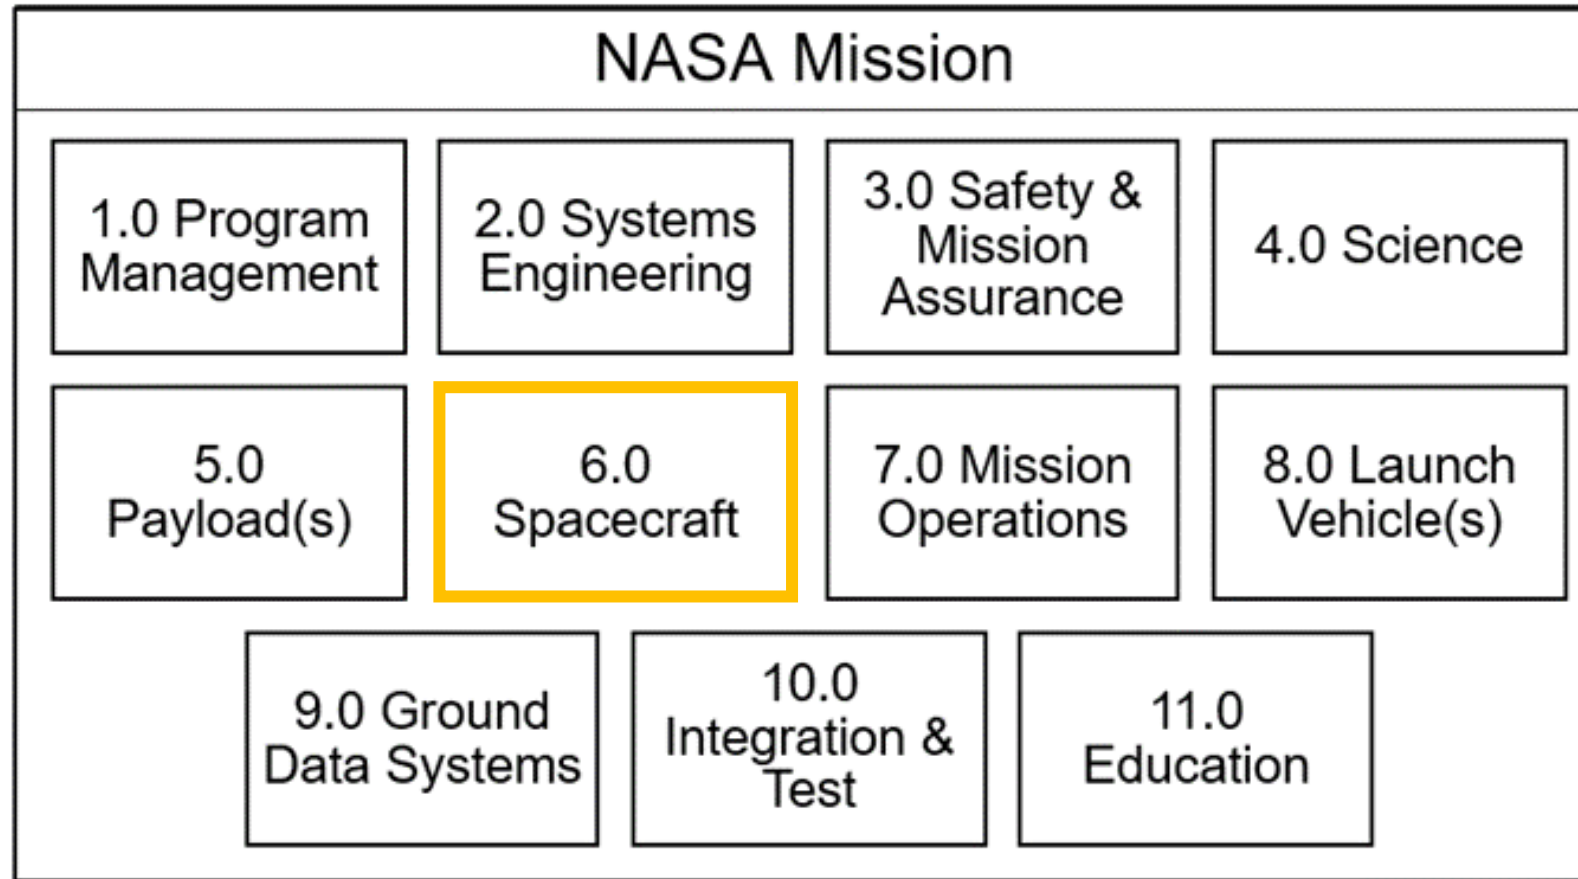 NASA Mission
1.0 Program
Management
2.0 Systems
Engineering
3.0 Safety &
Mission
Assurance
4.0 Science
5.0
Payload(s)
6.0
Spacecraft
7.0 Mission
Operations
8.0 Launch
Vehicle(s)
9.0 Ground
Data Systems
10.0
Integration &
Test
11.0
Education